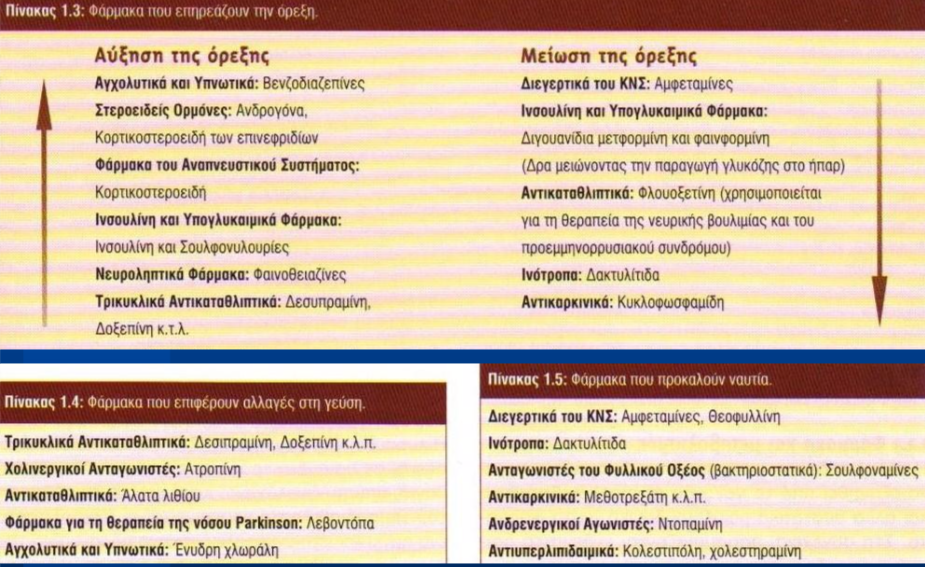 Πίνακας 1.3: Φάρμακα που επηρεάζουν την όρεξη.
Αύξηση της όρεξης
Αγχολυτικά και Υπνωτικά: Βενζοδιαζεπίνες
Στεροειδείς Ορμόνες: Ανδρογόνα,
Κορτικοστεροειδή των επινεφριδίων
Φάρμακα του Αναπνευστικού Συστήματος:
Κορτικοστεροειδή
Ινσουλίνη και Υπογλυκαιμικά Φάρμακα:
Ινσουλίνη και Σουλφονυλουρίες
Νευροληπτικά Φάρμακα: Φαινοθειαζίνες
Τρικυκλικά Αντικαταθλιπτικά: Δεσυπραμίνη,
Δοξεπίνη κ.τ.λ.
Μείωση της όρεξης
Διεγερτικά του ΚΝΣ: Αμφεταμίνες
Ινσουλίνη και Υπογλυκαιμικά Φάρμακα:
Διγουανίδια μετφορμίνη και φαινφορμίνη
(Δρα μειώνοντας την παραγωγή γλυκόζης στο ήπαρ)
Αντικαταθλιπτικά: Φλουοξετίνη (χρησιμοποιείται
για τη θεραπεία της νευρικής βουλιμίας και του
προεμμηνορρυσιακού συνδρόμου)
Ινότροπα: Δακτυλίτιδα
Αντικαρκινικά: Κυκλοφωσφαμίδη
Πίνακας 1.4: Φάρμακα που επιφέρουν αλλαγές στη γεύση.
Τρικυκλικά Αντικαταθλιπτικά: Δεσιπραμίνη, Δοξεπίνη κ.λ.π.
Χολινεργικοί Ανταγωνιστές: Ατροπίνη
Αντικαταθλιπτικά: Άλατα λιθίου
Φάρμακα για τη θεραπεία της νόσου Parkinson: Λεβοντόπα
Αγχολυτικά και Υπνωτικά: Ένυδρη χλωράλη
Πίνακας 1.5: Φάρμακα που προκαλούν ναυτία.
Διεγερτικά του ΚΝΣ: Αμφεταμίνες, Θεοφυλλίνη
Ινότροπα: Δακτυλίτιδα
Ανταγωνιστές του Φυλλικού Οξέος (βακτηριοστατικά): Σουλφοναμίνες
Αντικαρκινικά: Μεθοτρεξάτη κ.λ.π.
Ανδρενεργικοί Αγωνιστές: Ντοπαμίνη
Αντιυπερλιπιδαιμικά: Κολεστιπόλη, χολεστηραμίνη